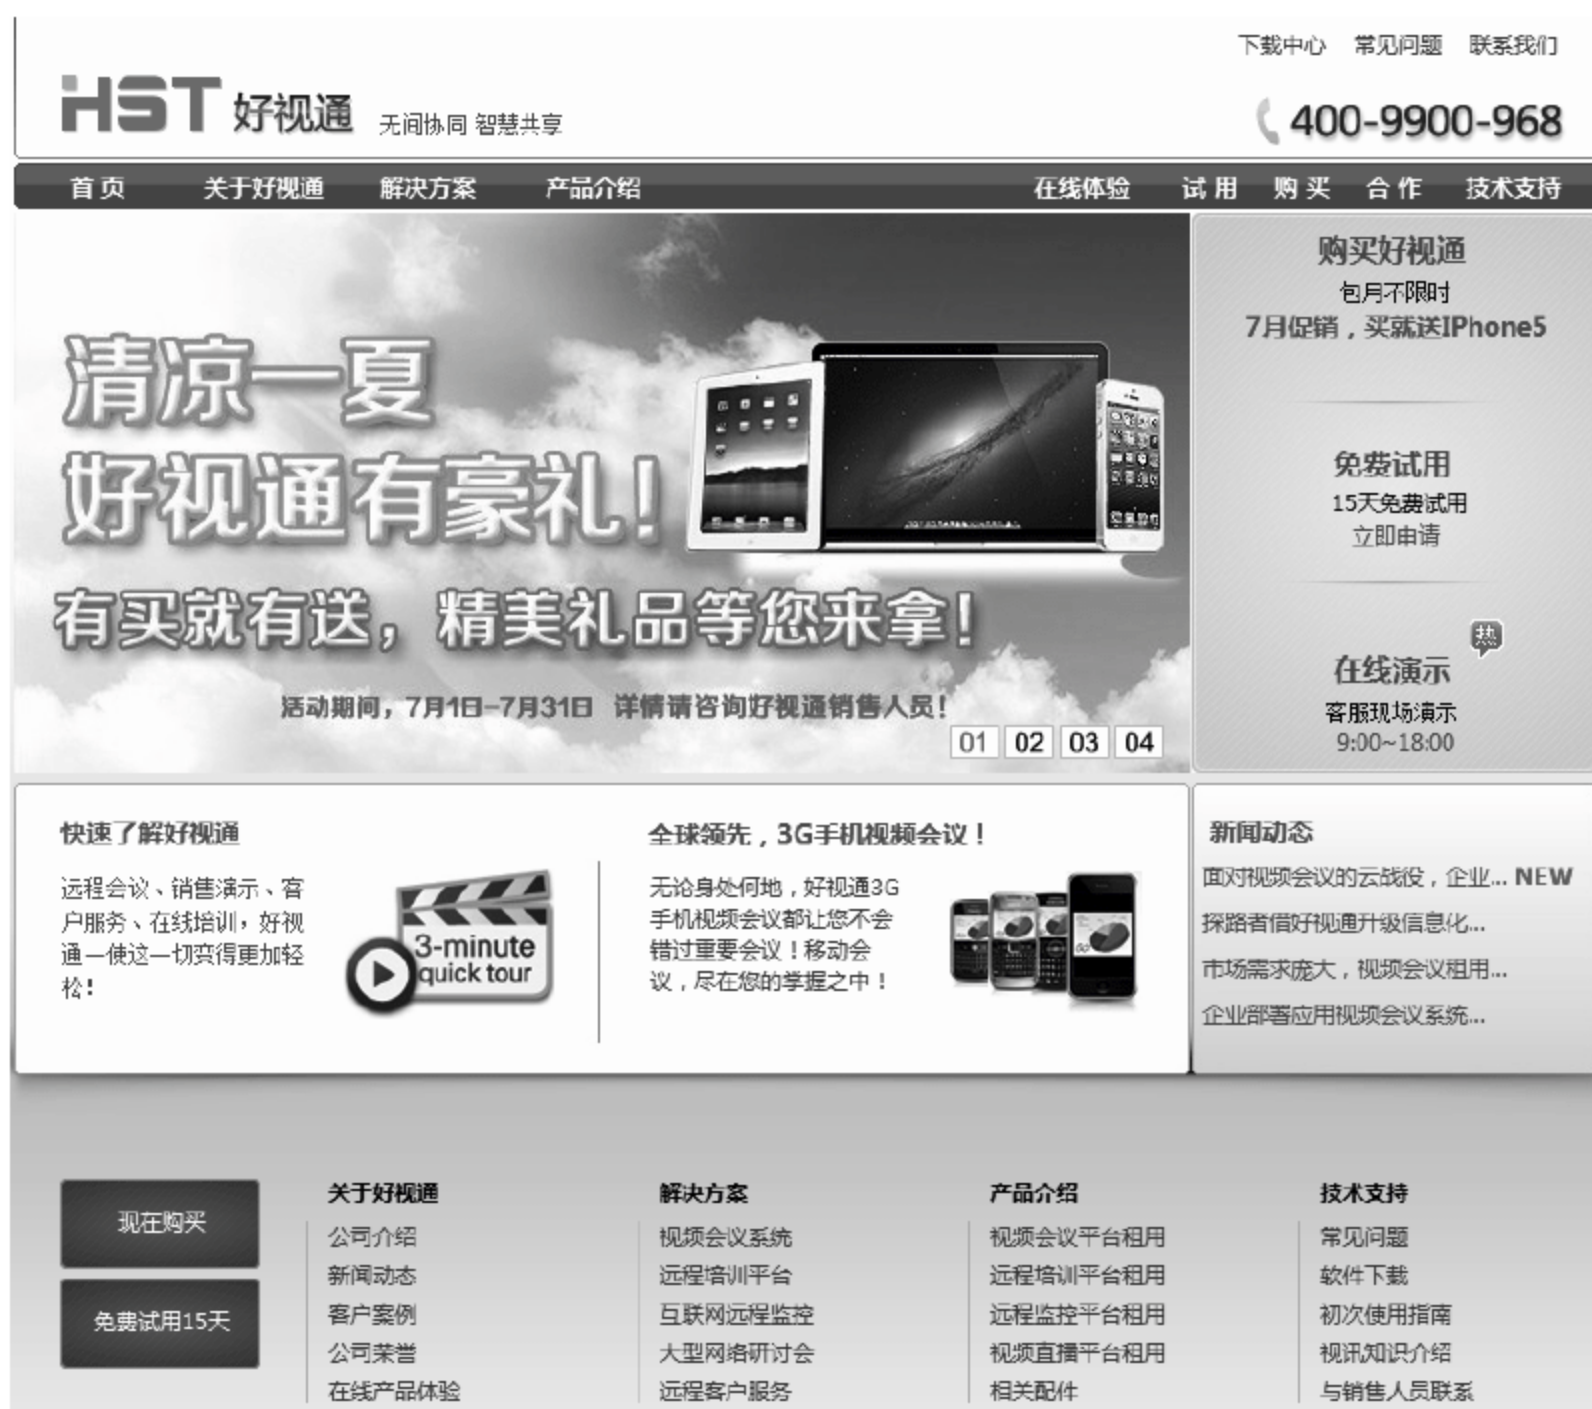 下载中心 常见问题 联系我们
HST 好视通 无间协同 智慧共享
400-9900-968
首 页 关于好视通 解决方案 产品介绍 在线体验 试 用 购 买 合 作 技术支持
清凉一夏
好视通有豪礼！
有买就有送，精美礼品等您来拿！
活动期间，7月1日-7月31日 详情请咨询好视通销售人员！
01 02 03 04
购买好视通
包月不限时
7月促销，买就送IPhone5
免费试用
15天免费试用
立即申请
热
在线演示
客服现场演示
9:00~18:00
快速了解好视通
远程会议、销售演示、客
户服务、在线培训，好视
通—使这一切变得更加轻
松！
3-minute
quick tour
全球领先，3G手机视频会议！
无论身处何地，好视通3G
手机视频会议都让您不会
错过重要会议！移动会
议，尽在您的掌握之中！
新闻动态
面对视频会议的云战役，企业... NEW
探路者借好视通升级信息化...
市场需求庞大，视频会议租用...
企业部署应用视频会议系统...
现在购买
免费试用15天
关于好视通
公司介绍
新闻动态
客户案例
公司荣誉
在线产品体验
解决方案
视频会议系统
远程培训平台
互联网远程监控
大型网络研讨会
远程客户服务
产品介绍
视频会议平台租用
远程培训平台租用
远程监控平台租用
视频直播平台租用
相关配件
技术支持
常见问题
软件下载
初次使用指南
视讯知识介绍
与销售人员联系